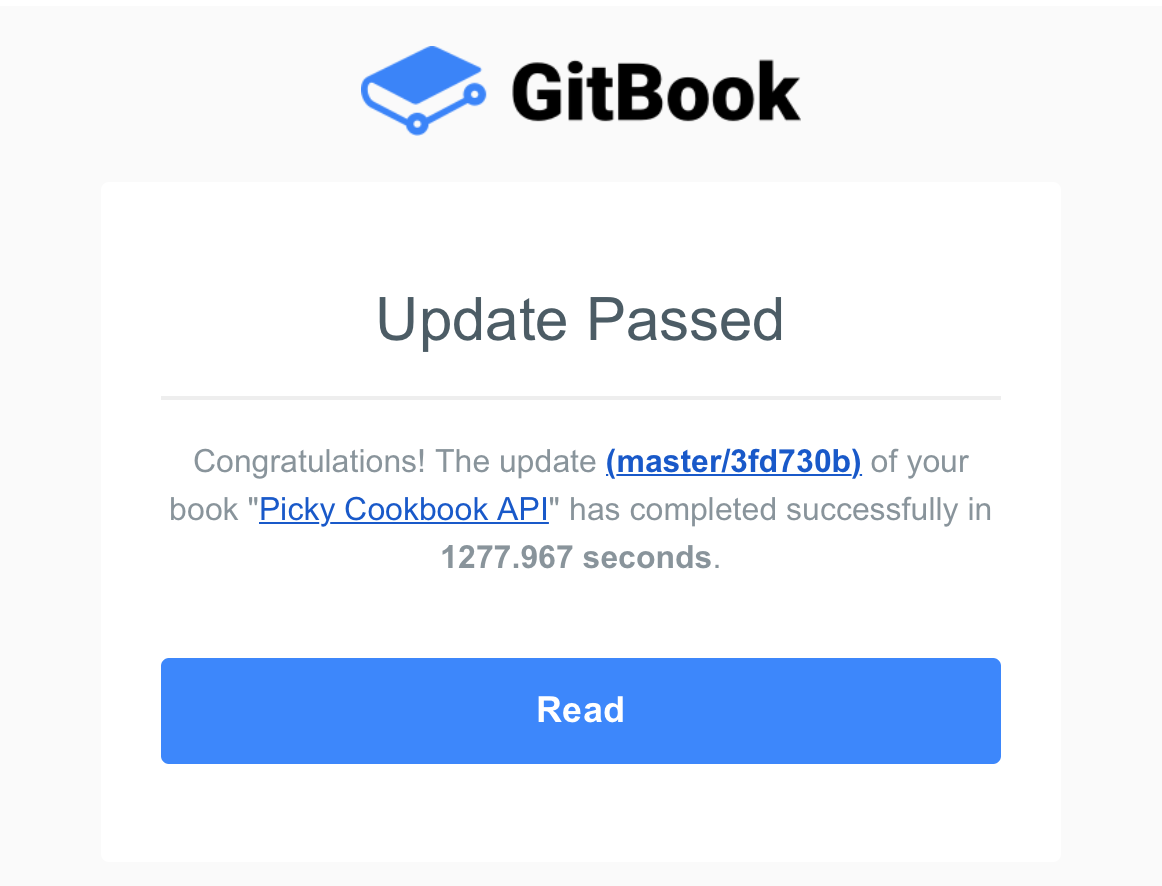 GitBook
Update Passed
Congratulations! The update (master/3fd730b) of your
book "Picky Cookbook API" has completed successfully in
1277.967 seconds.
Read